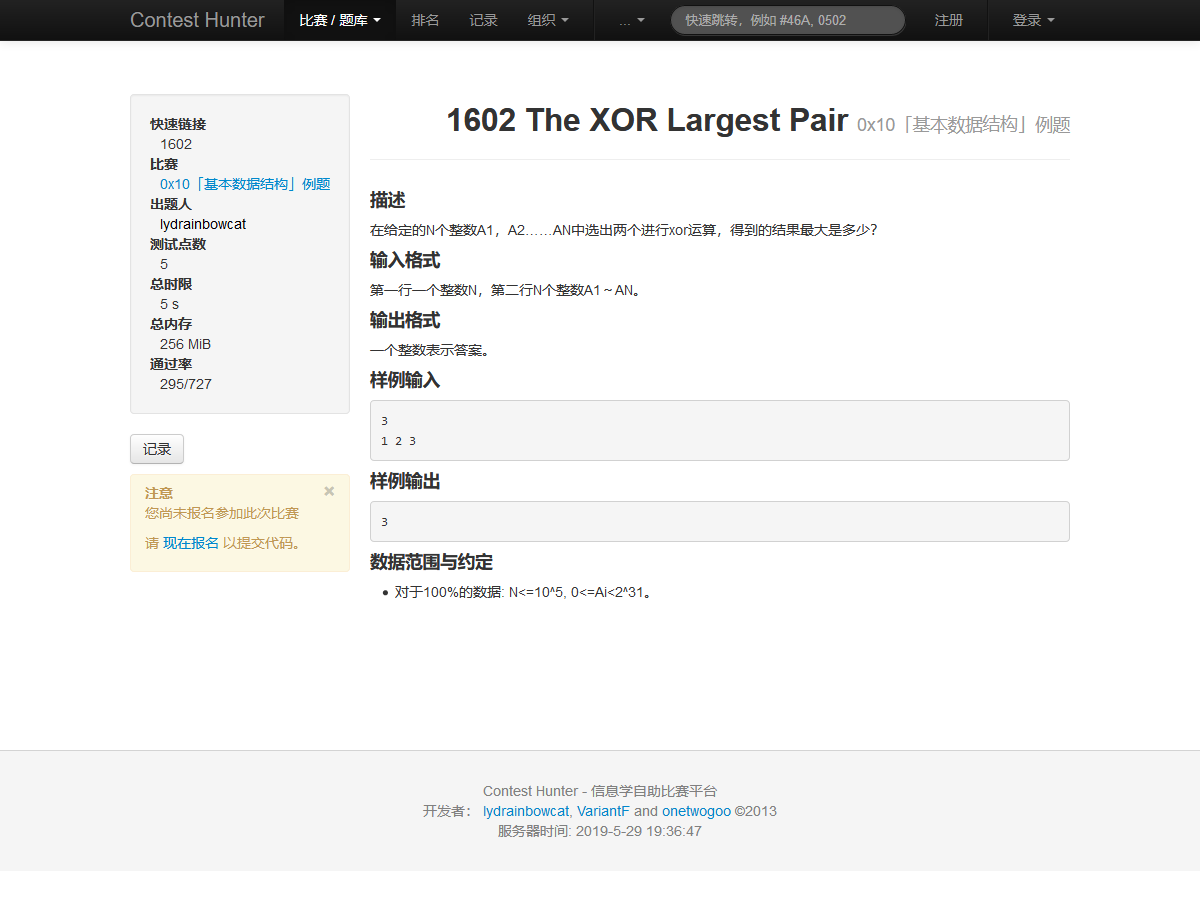 Contest Hunter 比赛 / 题库 排名 记录 组织 ... 快速跳转，例如 #46A, 0502 注册 登录
1602 The XOR Largest Pair 0x10「基本数据结构」例题
快速链接
1602
比赛
0x10「基本数据结构」例题
出题人
lydrainbowcat
测试点数
5
总时限
5 s
总内存
256 MiB
通过率
295/727
记录
注意 ×
您尚未报名参加此次比赛
请 现在报名 以提交代码。
描述
在给定的N个整数A1，A2……AN中选出两个进行xor运算，得到的结果最大是多少？
输入格式
第一行一个整数N，第二行N个整数A1～AN。
输出格式
一个整数表示答案。
样例输入
3
1 2 3
样例输出
3
数据范围与约定
• 对于100%的数据: N<=10^5, 0<=Ai<2^31。
Contest Hunter - 信息学自助比赛平台
开发者： lydrainbowcat, VariantF and onetwogoo ©2013
服务器时间: 2019-5-29 19:36:47